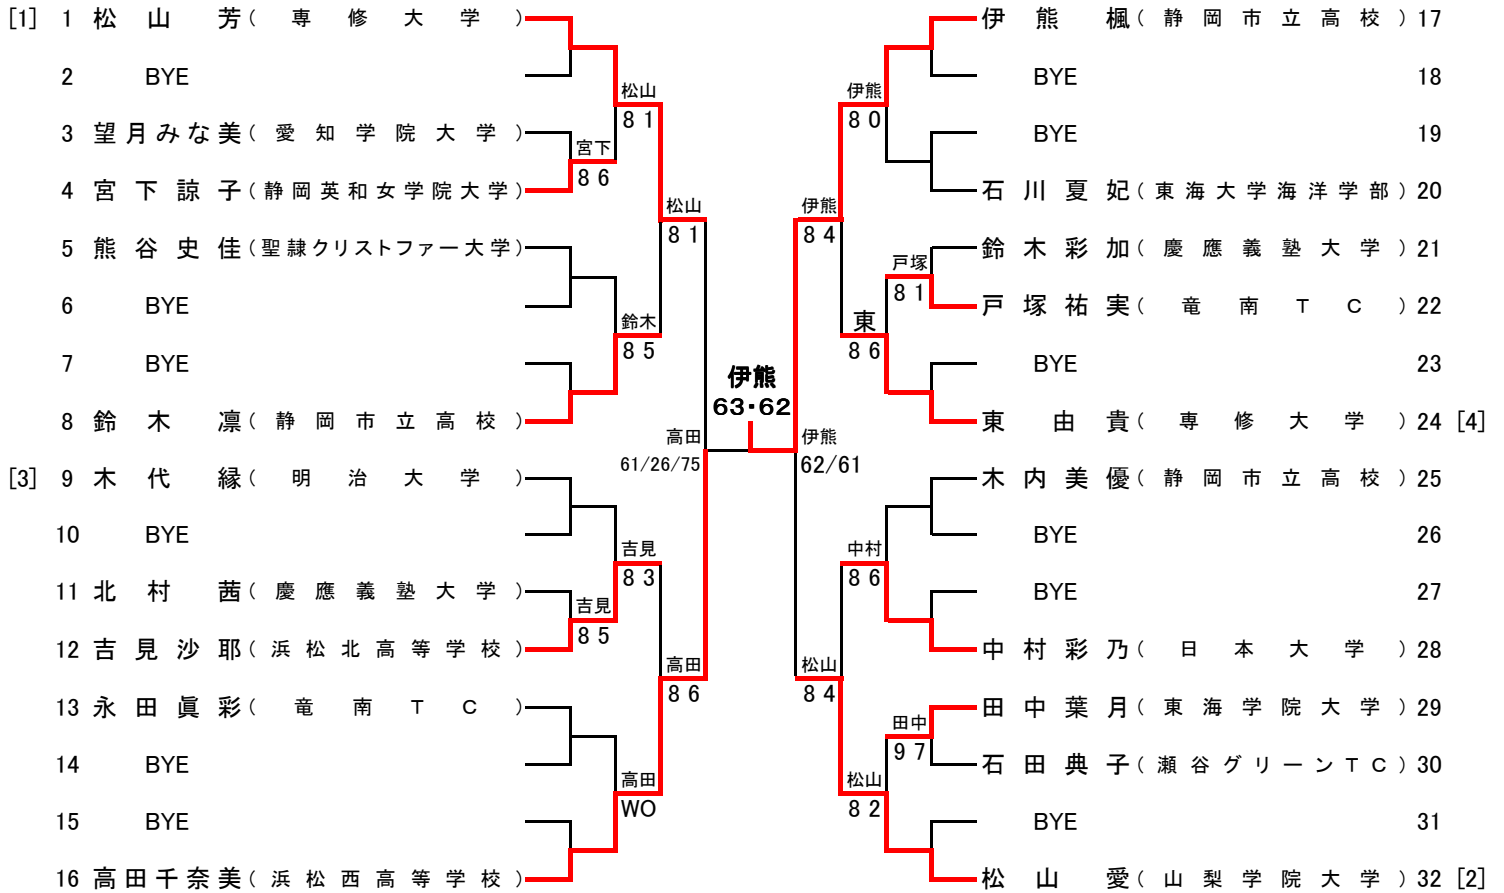 [1] 1 松山芳(専修大学)
2 BYE
3 望月みな美(愛知学院大学)
4 宮下諒子(静岡英和女学院大学)
5 熊谷史佳(聖隷クリストファー大学)
6 BYE
7 BYE
8 鈴木凛(静岡市立高校)
[3] 9 木代縁(明治大学)
10 BYE
11 北村茜(慶應義塾大学)
12 吉見沙耶(浜松北高等学校)
13 永田眞彩(竜南TC)
14 BYE
15 BYE
16 高田千奈美(浜松西高等学校)
宮下
86
吉見
85
松山
81
鈴木
85
吉見
83
高田
WO
松山
81
高田
86
高田
61/26/75
伊熊
63・62
伊熊
62/61
伊熊
84
松山
84
伊熊
80
東
86
中村
86
松山
82
戸塚
81
田中
97
伊熊楓(静岡市立高校) 17
BYE 18
BYE 19
石川夏妃(東海大学海洋学部) 20
鈴木彩加(慶應義塾大学) 21
戸塚祐実(竜南TC) 22
BYE 23
東由貴(専修大学) 24 [4]
木内美優(静岡市立高校) 25
BYE 26
BYE 27
中村彩乃(日本大学) 28
田中葉月(東海学院大学) 29
石田典子(瀬谷グリーンTC) 30
BYE 31
松山愛(山梨学院大学) 32 [2]